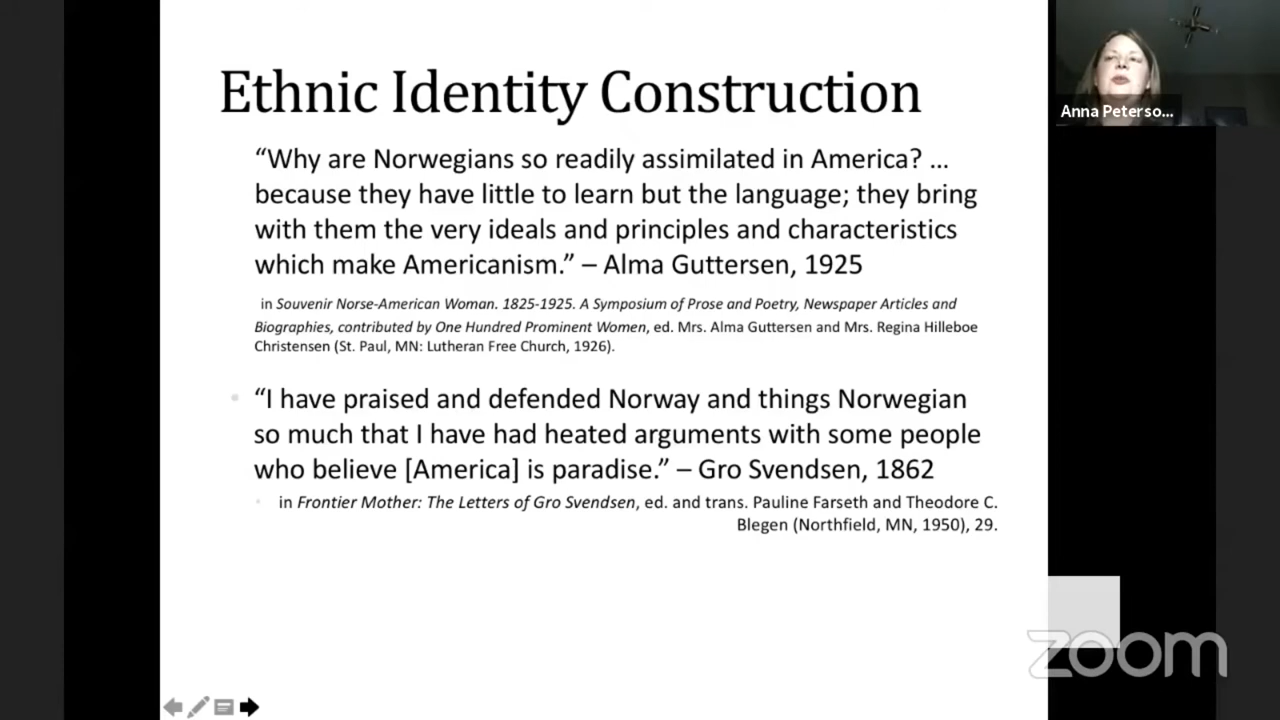 Ethnic Identity Construction
“Why are Norwegians so readily assimilated in America? ...
because they have little to learn but the language; they bring
with them the very ideals and principles and characteristics
which make Americanism.” – Alma Guttersen, 1925
in Souvenir Norse-American Woman. 1825-1925. A Symposium of Prose and Poetry, Newspaper Articles and
Biographies, contributed by One Hundred Prominent Women, ed. Mrs. Alma Guttersen and Mrs. Regina Hilleboe
Christensen (St. Paul, MN: Lutheran Free Church, 1926).
“I have praised and defended Norway and things Norwegian
so much that I have had heated arguments with some people
who believe [America] is paradise.” – Gro Svendsen, 1862
in Frontier Mother: The Letters of Gro Svendsen, ed. and trans. Pauline Farseth and Theodore C.
Blegen (Northfield, MN, 1950), 29.
Anna Peterso...
zoom